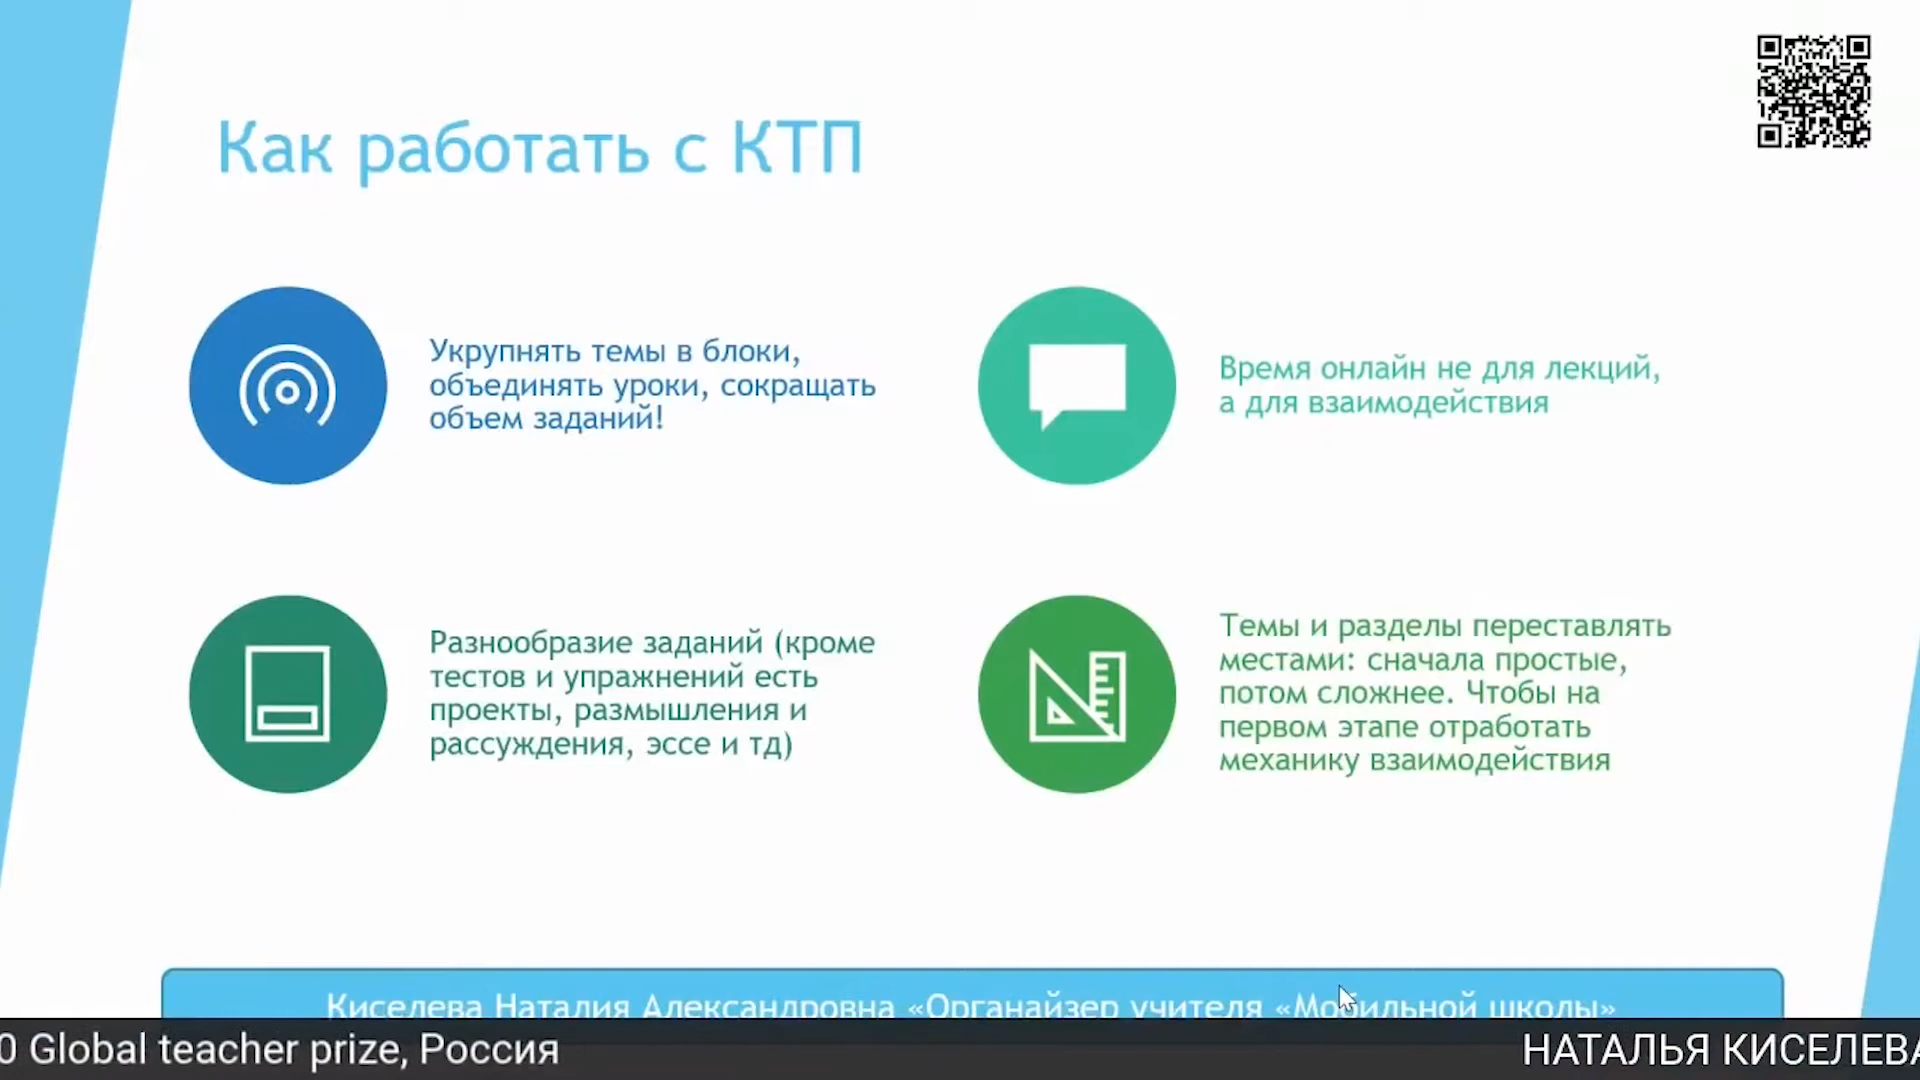 Как работать с КТП
Укрупнять темы в блоки,
объединять уроки, сокращать
объем заданий!
Время онлайн не для лекций,
а для взаимодействия
Разнообразие заданий (кроме
тестов и упражнений есть
проекты, размышления и
рассуждения, эссе и тд)
Темы и разделы переставлять
местами: сначала простые,
потом сложнее. Чтобы на
первом этапе отработать
механику взаимодействия
Киселева Наталия Александровна «Органайзер учителя «Мобильной школы»
0 Global teacher prize, Россия
НАТАЛЬЯ КИСЕЛЕВА